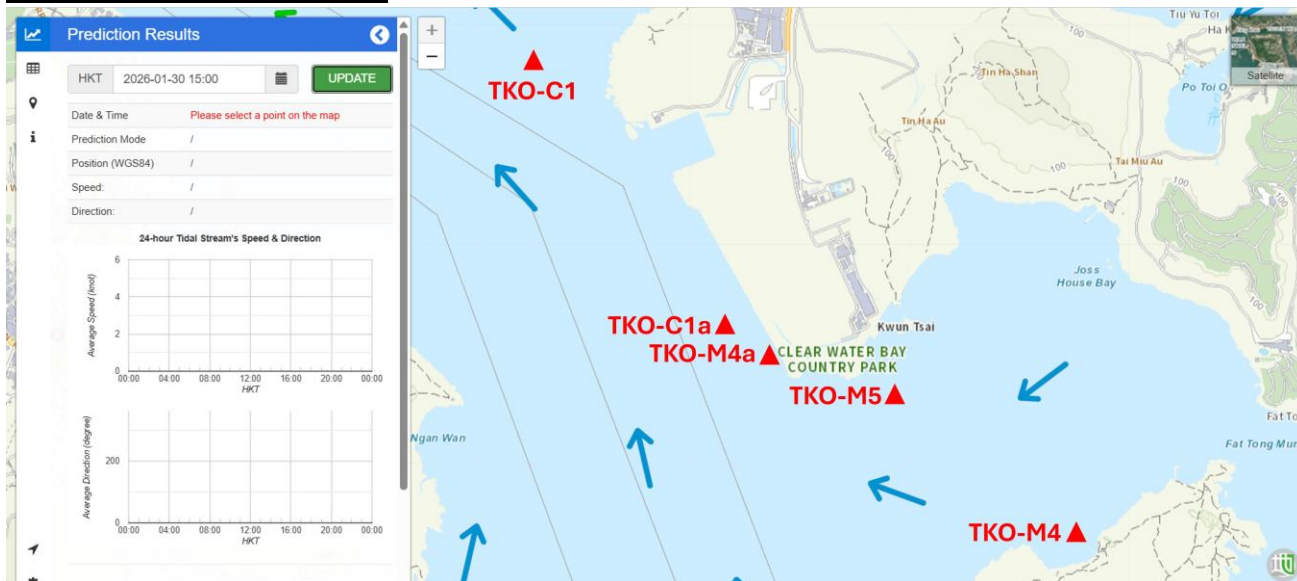 Prediction Results
HKT 2026-01-30 15:00 UPDATE
Date & Time Please select a point on the map
Prediction Mode /
Position (WGS84) /
Speed: /
Direction: /
24-hour Tidal Stream's Speed & Direction
Average Speed (knot)
6
4
2
0
00:00 04:00 08:00 12:00 16:00 20:00 00:00
HKT
Average Direction (degree)
200
0
00:00 04:00 08:00 12:00 16:00 20:00 00:00
HKT
+
−
TKO-C1
Tiu Yu Toi
Ha
100
Tin Ha Shan
Satellite
Po Toi O
Tin Ha Au
100
Tai Miu Au
100
100
Joss
House Bay
100
TKO-C1a
Kwun Tsai
TKO-M4a
CLEAR WATER BAY
COUNTRY PARK
TKO-M5
Fat To
Ngan Wan
Fat Tong Mun
TKO-M4